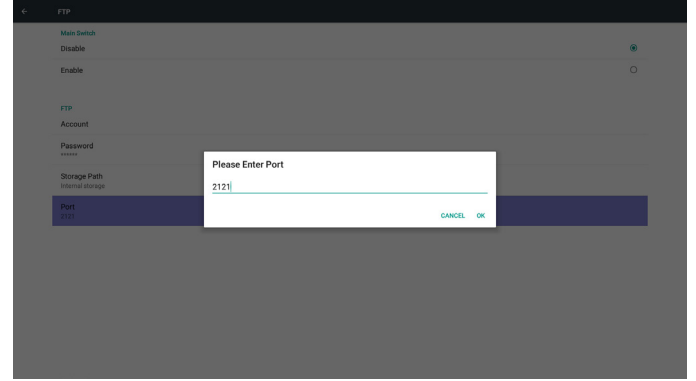 FTP
Main Switch
Disable
Enable
FTP
Account
Password
******
Storage Path
Internal storage
Port
2121
Please Enter Port
2121
CANCEL OK